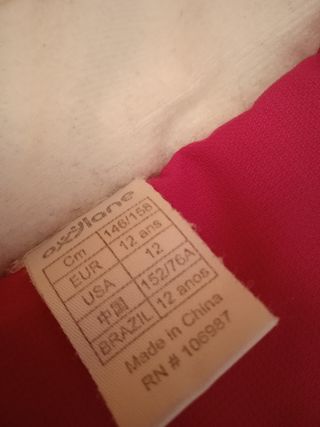 oxylane
Cm 146/158
EUR 12 ans
USA 12
中国 152/76A
BRAZIL 12 anos
Made in China
RN # 106987